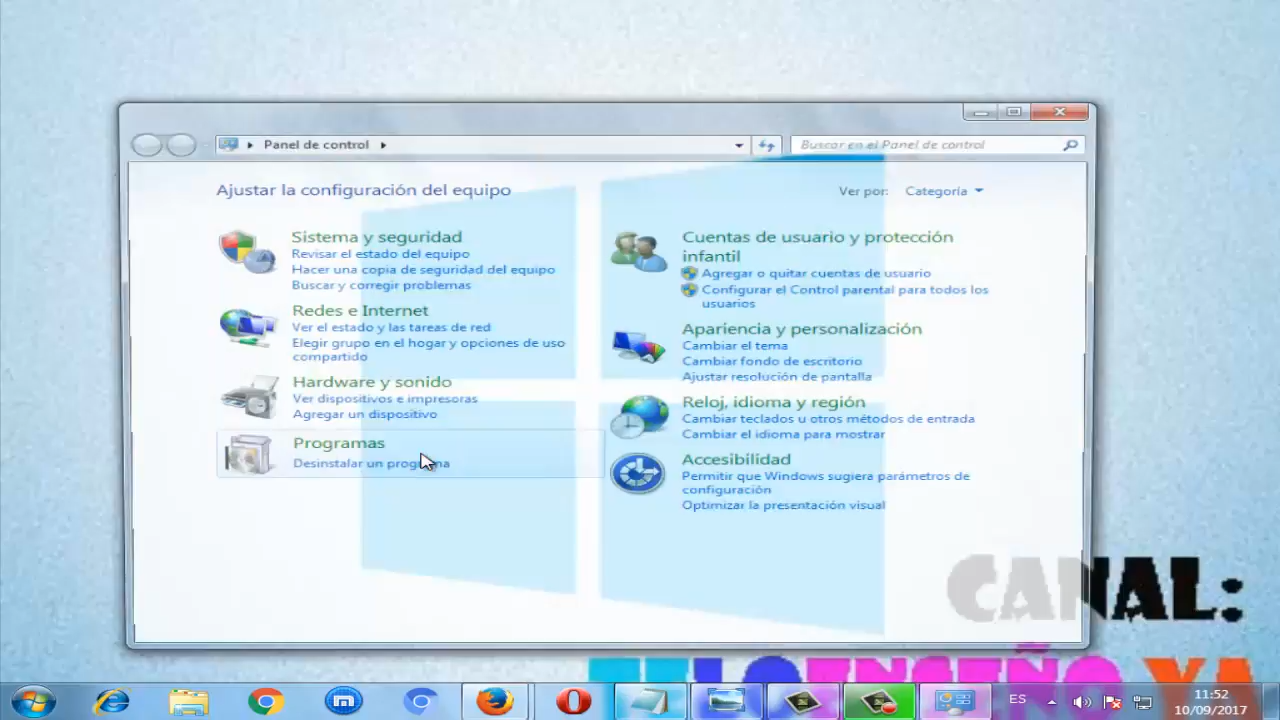 Panel de control
Buscar en el Panel de control
Ajustar la configuración del equipo
Ver por: Categoría
Sistema y seguridad
Revisar el estado del equipo
Hacer una copia de seguridad del equipo
Buscar y corregir problemas
Redes e Internet
Ver el estado y las tareas de red
Elegir grupo en el hogar y opciones de uso
compartido
Hardware y sonido
Ver dispositivos e impresoras
Agregar un dispositivo
Programas
Desinstalar un programa
Cuentas de usuario y protección
infantil
Agregar o quitar cuentas de usuario
Configurar el Control parental para todos los
usuarios
Apariencia y personalización
Cambiar el tema
Cambiar fondo de escritorio
Ajustar resolución de pantalla
Reloj, idioma y región
Cambiar teclados u otros métodos de entrada
Cambiar el idioma para mostrar
Accesibilidad
Permitir que Windows sugiera parámetros de
configuración
Optimizar la presentación visual
CANAL:
TELOENSEÑO YA
ES
11:52
10/09/2017